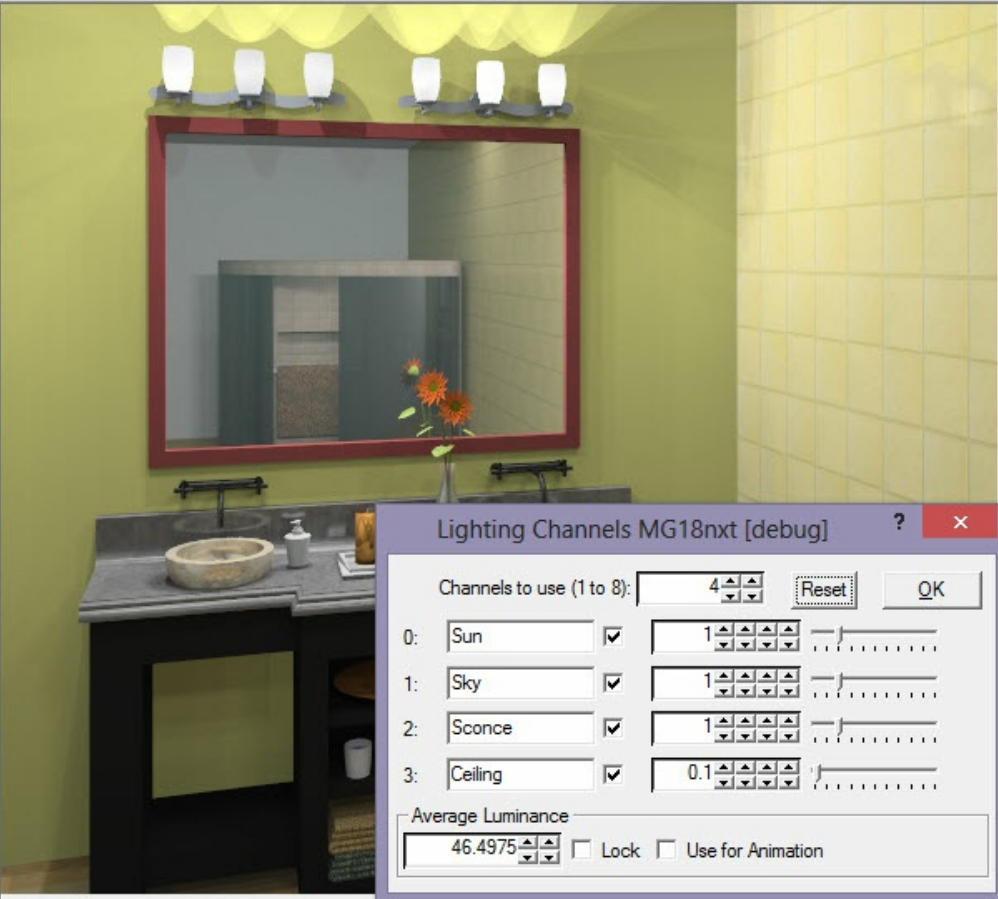 Lighting Channels MG18nxt [debug] ?
Channels to use (1 to 8): 4 Reset OK
0: Sun 1
1: Sky 1
2: Sconce 1
3: Ceiling 0.1
Average Luminance
46.4975 Lock Use for Animation